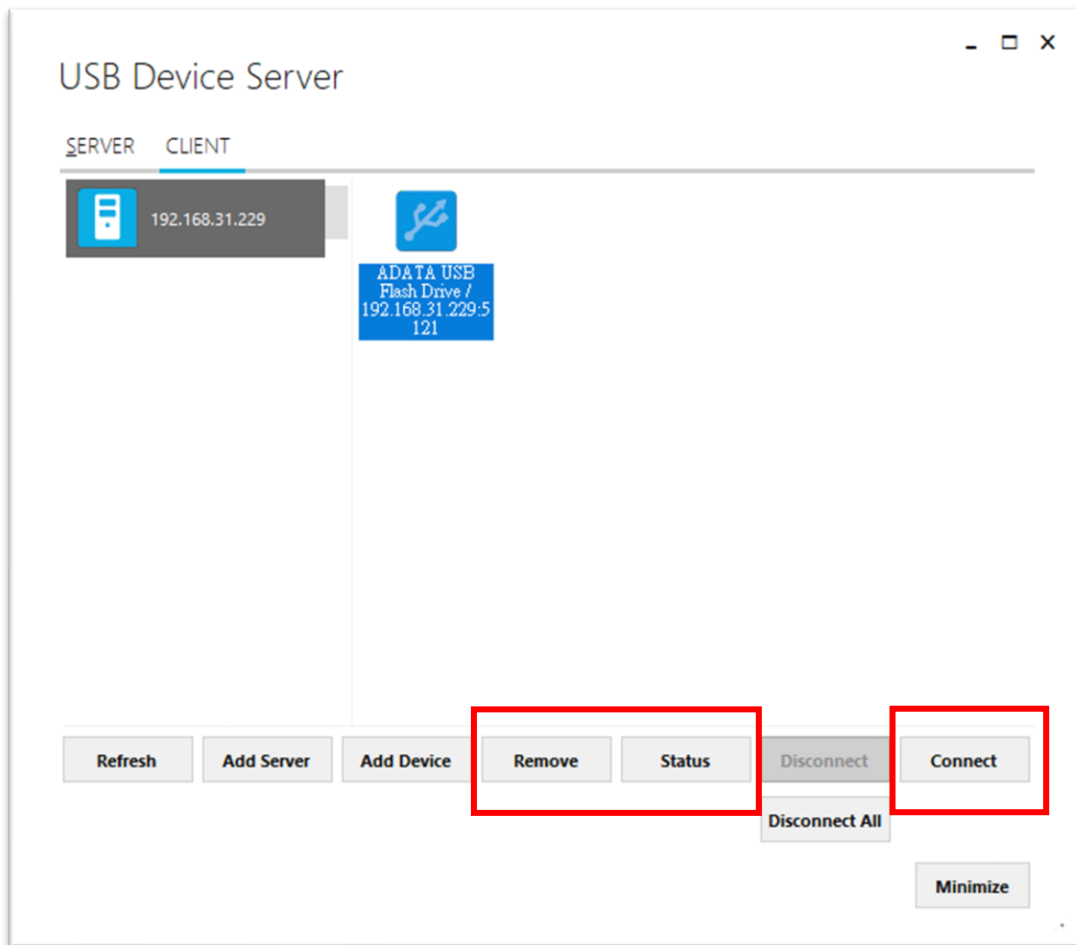 USB Device Server
SERVER CLIENT
192.168.31.229
ADATA USB
Flash Drive /
192.168.31.229:5
121
Refresh Add Server Add Device Remove Status Disconnect Connect
Disconnect All
Minimize